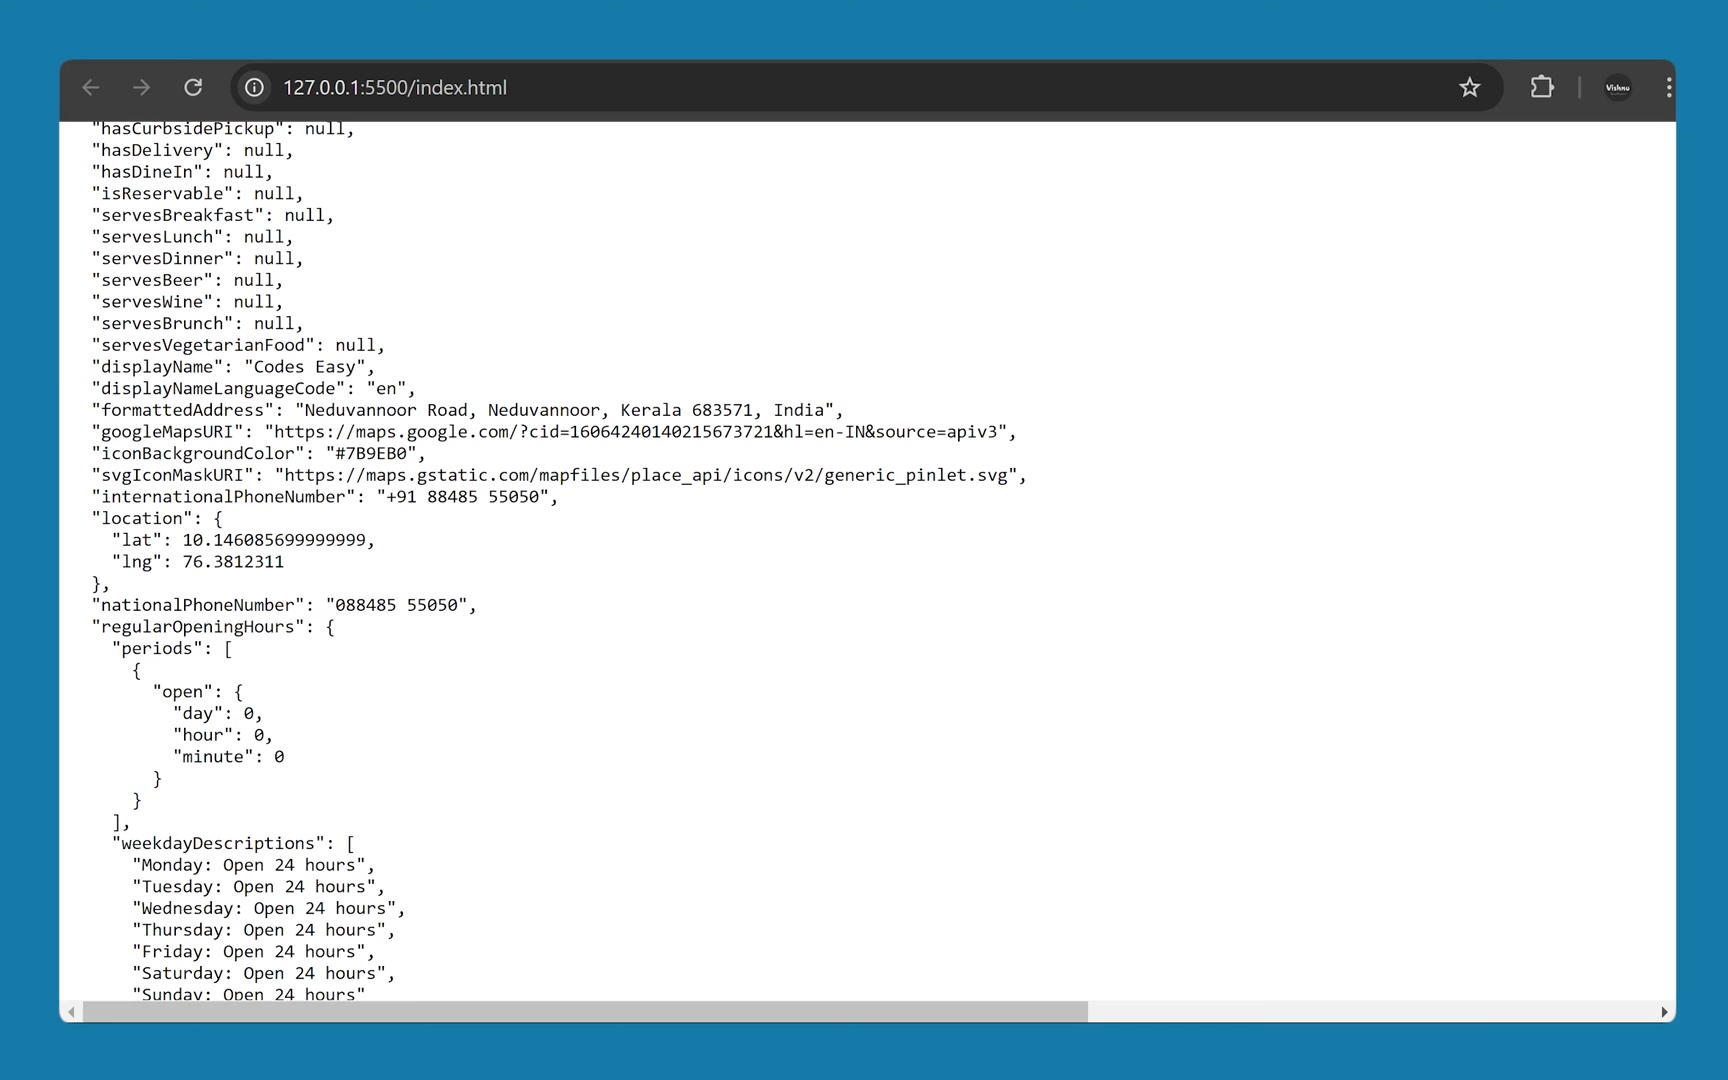 127.0.0.1:5500/index.html
Vishnu
"hasCurbsidePickup": null,
"hasDelivery": null,
"hasDineIn": null,
"isReservable": null,
"servesBreakfast": null,
"servesLunch": null,
"servesDinner": null,
"servesBeer": null,
"servesWine": null,
"servesBrunch": null,
"servesVegetarianFood": null,
"displayName": "Codes Easy",
"displayNameLanguageCode": "en",
"formattedAddress": "Neduvannoor Road, Neduvannoor, Kerala 683571, India",
"googleMapsURI": "https://maps.google.com/?cid=16064240140215673721&hl=en-IN&source=apiv3",
"iconBackgroundColor": "#7B9EB0",
"svgIconMaskURI": "https://maps.gstatic.com/mapfiles/place_api/icons/v2/generic_pinlet.svg",
"internationalPhoneNumber": "+91 88485 55050",
"location": {
"lat": 10.146085699999999,
"lng": 76.3812311
},
"nationalPhoneNumber": "088485 55050",
"regularOpeningHours": {
"periods": [
{
"open": {
"day": 0,
"hour": 0,
"minute": 0
}
}
],
"weekdayDescriptions": [
"Monday: Open 24 hours",
"Tuesday: Open 24 hours",
"Wednesday: Open 24 hours",
"Thursday: Open 24 hours",
"Friday: Open 24 hours",
"Saturday: Open 24 hours",
"Sunday: Open 24 hours"